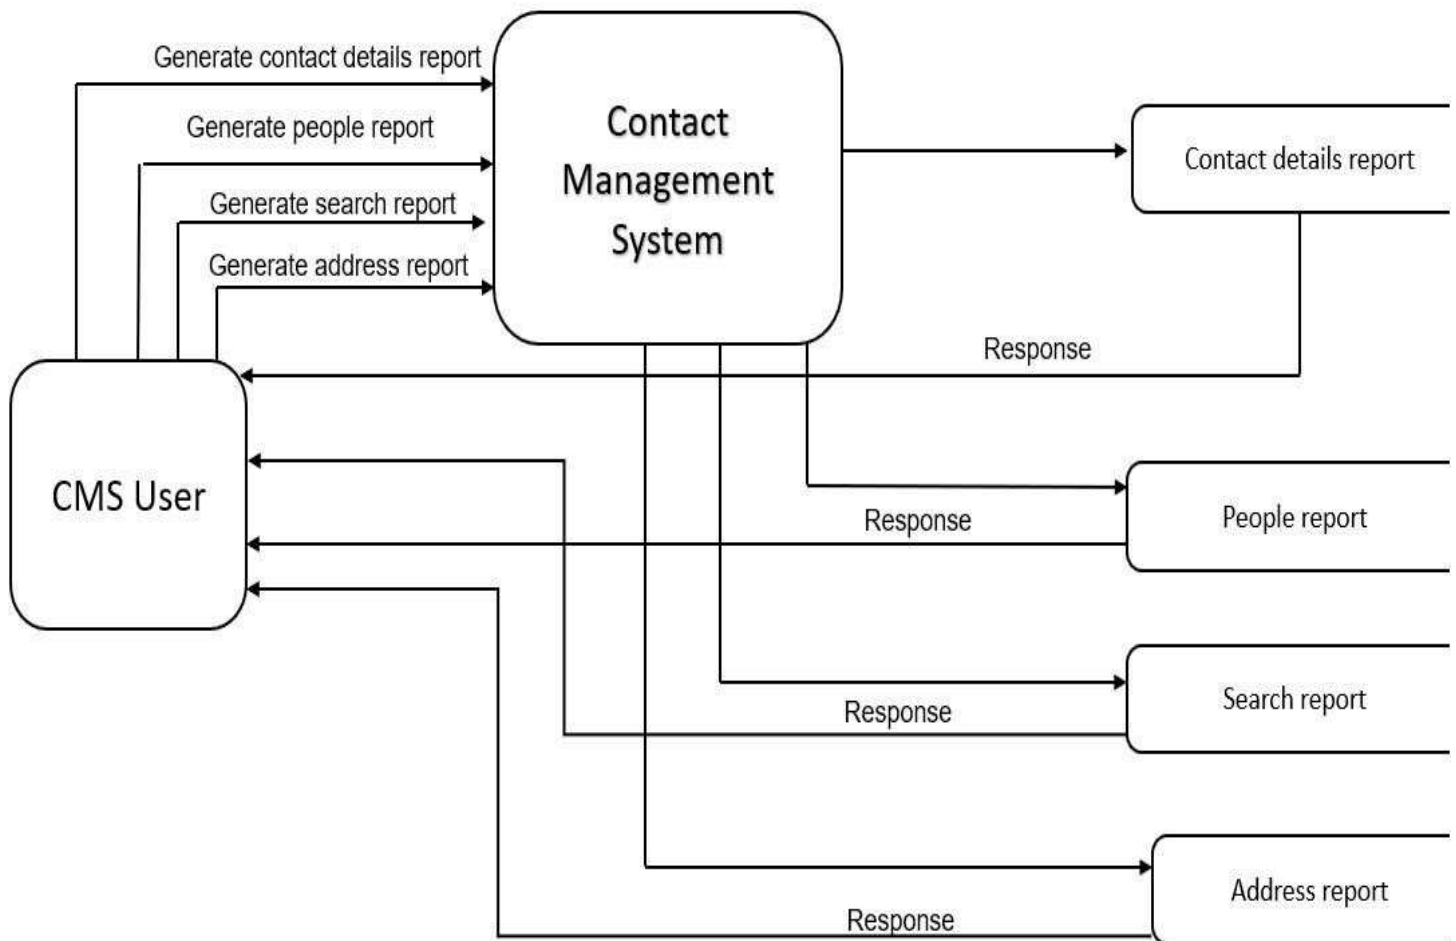 Generate contact details report
Generate people report
Generate search report
Generate address report
Contact
Management
System
Contact details report
Response
CMS User
People report
Response
Search report
Response
Address report
Response